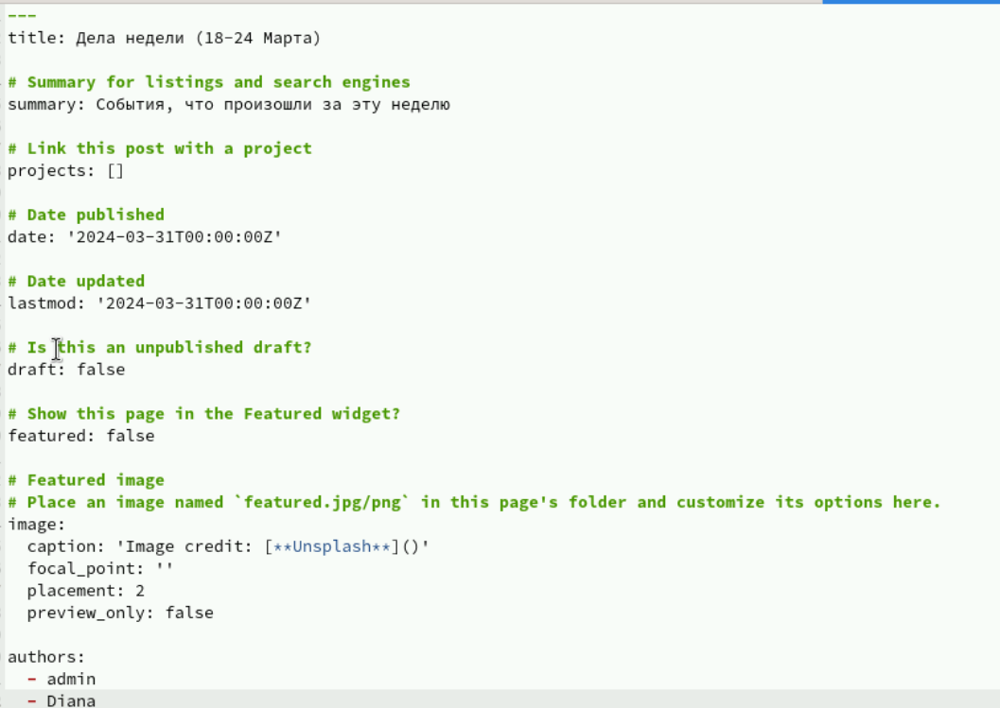 ---
title: Дела недели (18-24 Марта)
# Summary for listings and search engines
summary: События, что произошли за эту неделю
# Link this post with a project
projects: []
# Date published
date: '2024-03-31T00:00:00Z'
# Date updated
lastmod: '2024-03-31T00:00:00Z'
# Is this an unpublished draft?
draft: false
# Show this page in the Featured widget?
featured: false
# Featured image
# Place an image named `featured.jpg/png` in this page's folder and customize its options here.
image:
  caption: 'Image credit: [**Unsplash**]()'
  focal_point: ''
  placement: 2
  preview_only: false
authors:
  - admin
  - Diana